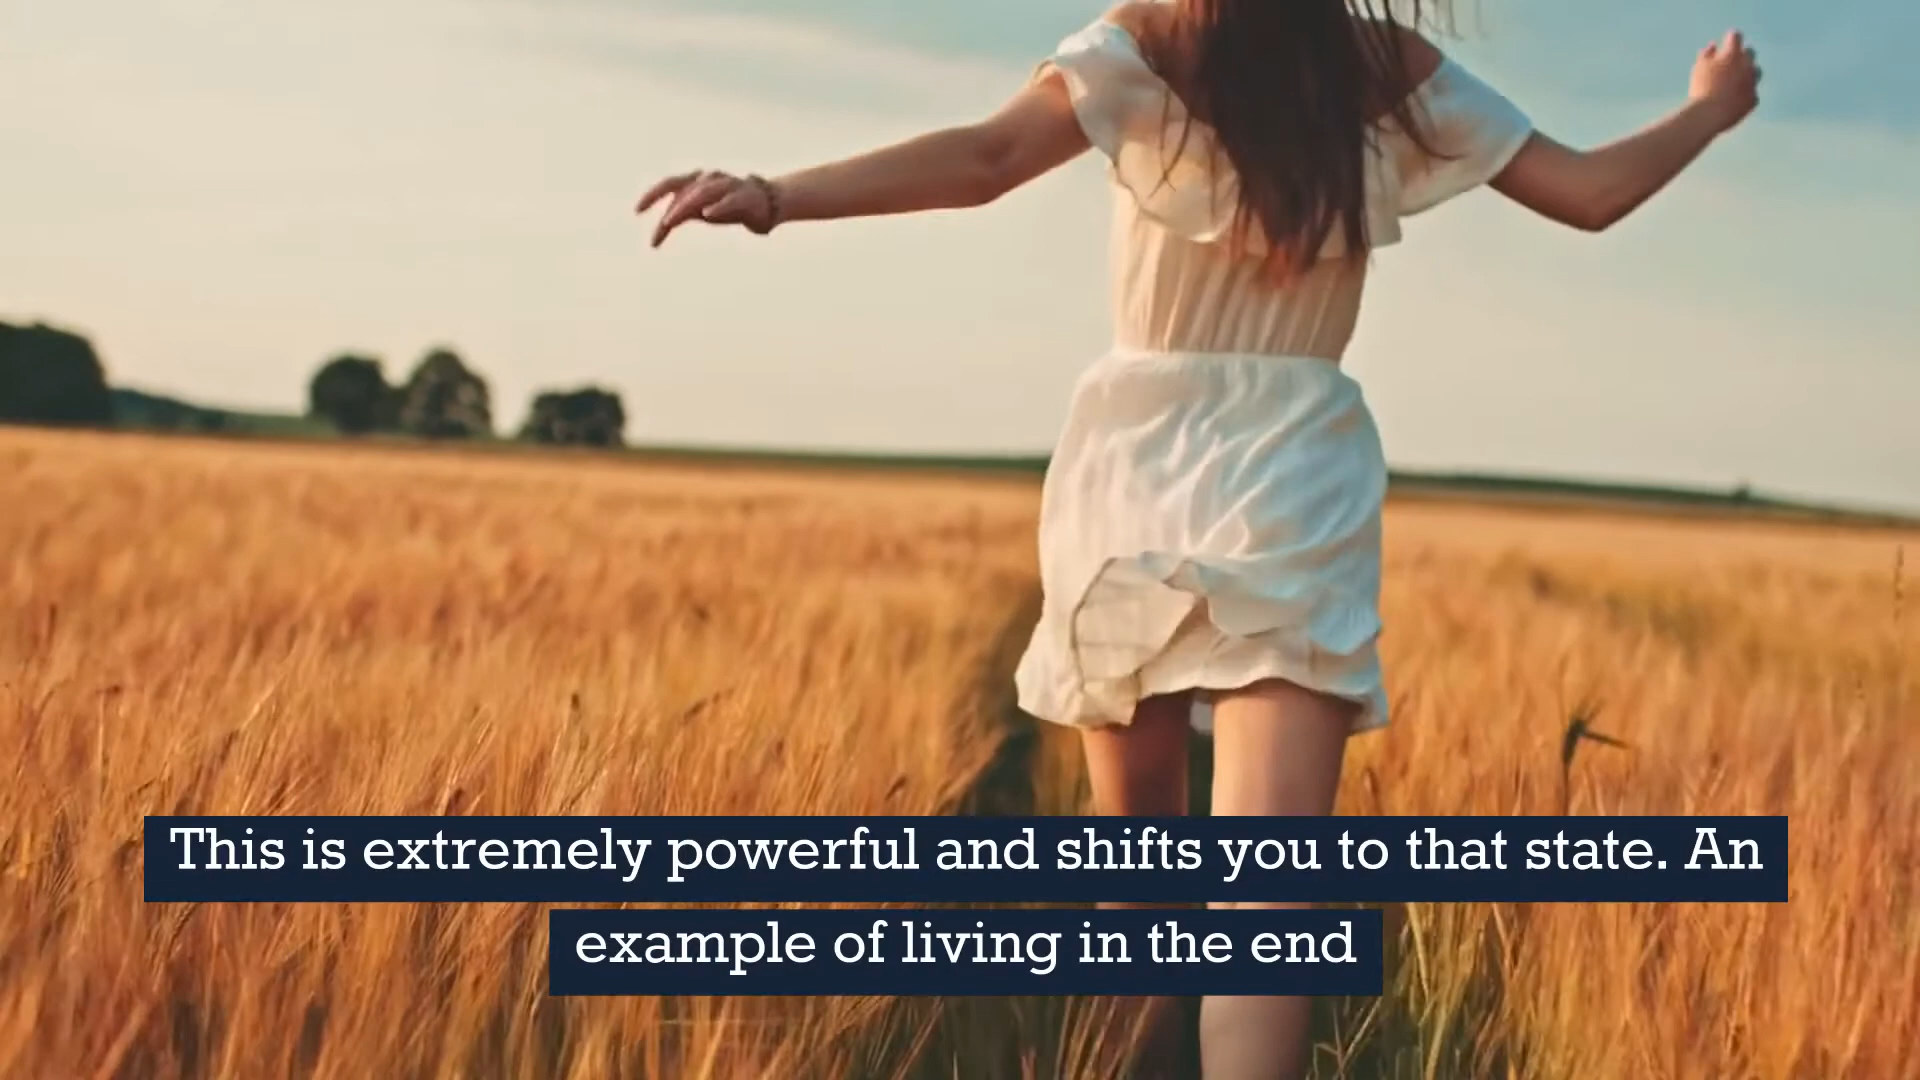 This is extremely powerful and shifts you to that state. An
example of living in the end